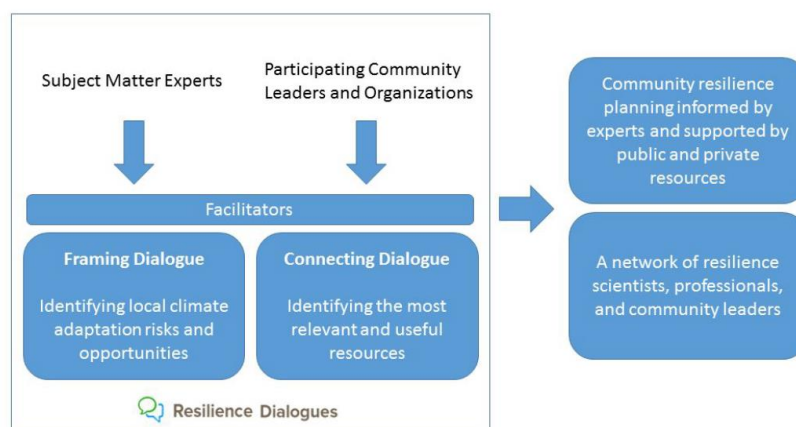 Subject Matter Experts
Participating Community
Leaders and Organizations
Facilitators
Framing Dialogue
Identifying local climate
adaptation risks and
opportunities
Connecting Dialogue
Identifying the most
relevant and useful
resources
Resilience Dialogues
Community resilience
planning informed by
experts and supported by
public and private
resources
A network of resilience
scientists, professionals,
and community leaders